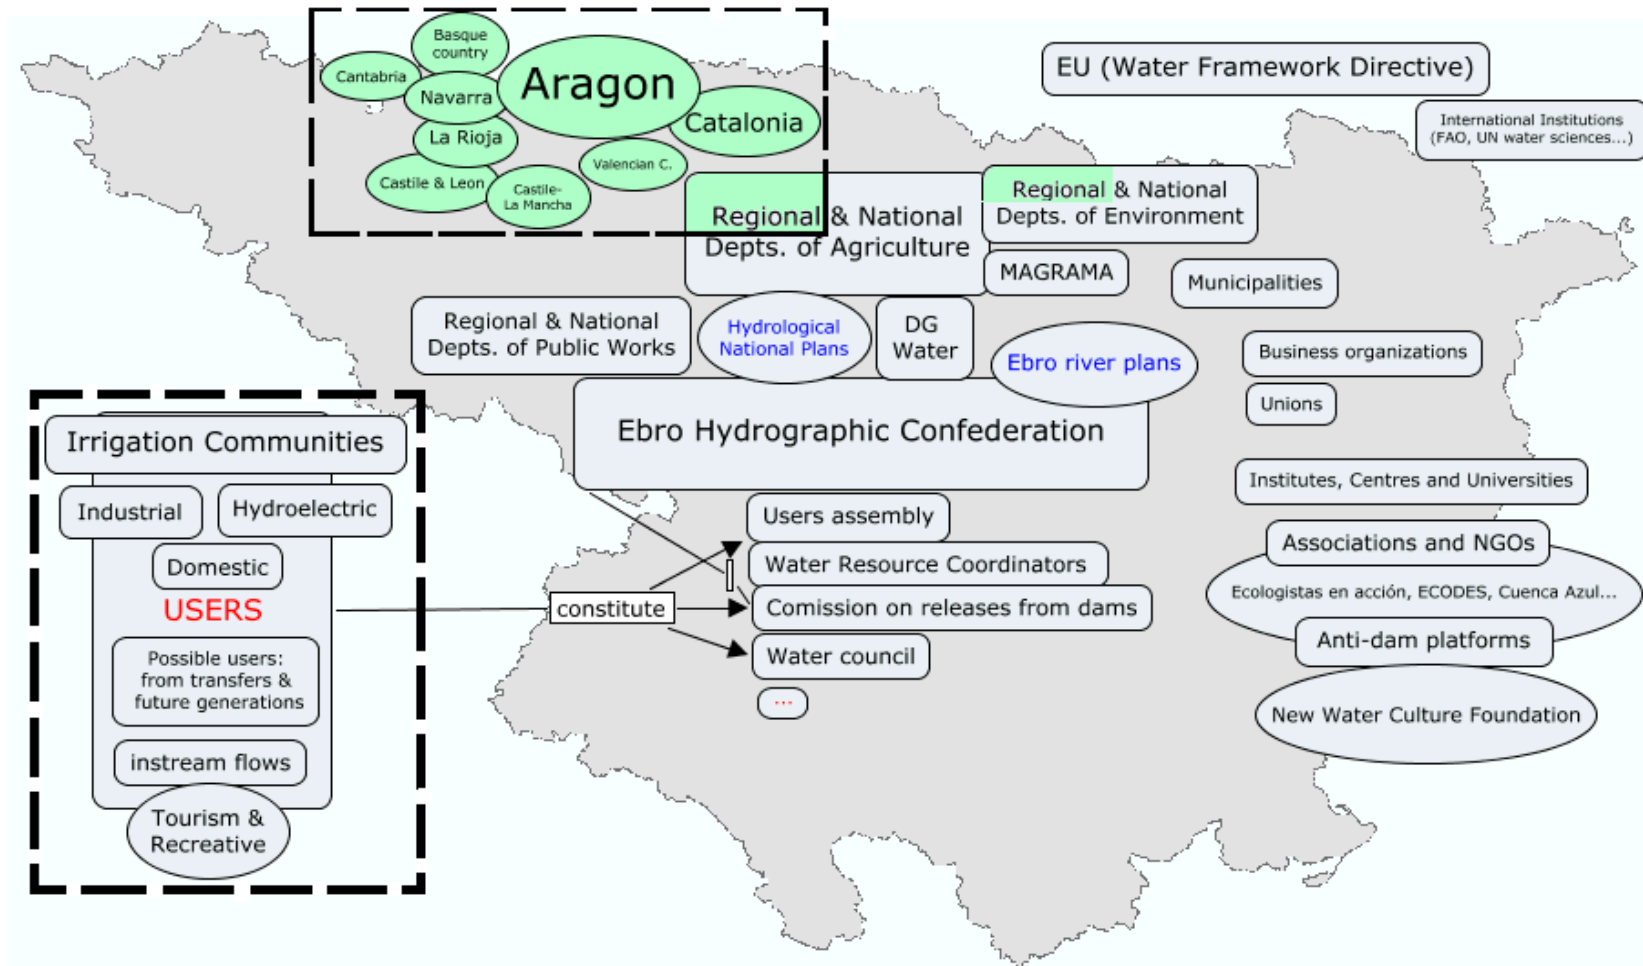 Basque
country
Cantabria
Navarra
Aragon
La Rioja
Catalonia
Castile & Leon
Castile-
La Mancha
Valencian C.
EU (Water Framework Directive)
International Institutions
(FAO, UN water sciences...)
Regional & National
Depts. of Agriculture
Regional & National
Depts. of Environment
MAGRAMA
Municipalities
Regional & National
Depts. of Public Works
Hydrological
National Plans
DG
Water
Ebro river plans
Business organizations
Unions
Ebro Hydrographic Confederation
Irrigation Communities
Industrial
Hydroelectric
Domestic
USERS
Possible users:
from transfers &
future generations
instream flows
Tourism &
Recreative
constitute
Users assembly
Water Resource Coordinators
Comission on releases from dams
Water council
...
Institutes, Centres and Universities
Associations and NGOs
Ecologistas en acción, ECODES, Cuenca Azul...
Anti-dam platforms
New Water Culture Foundation